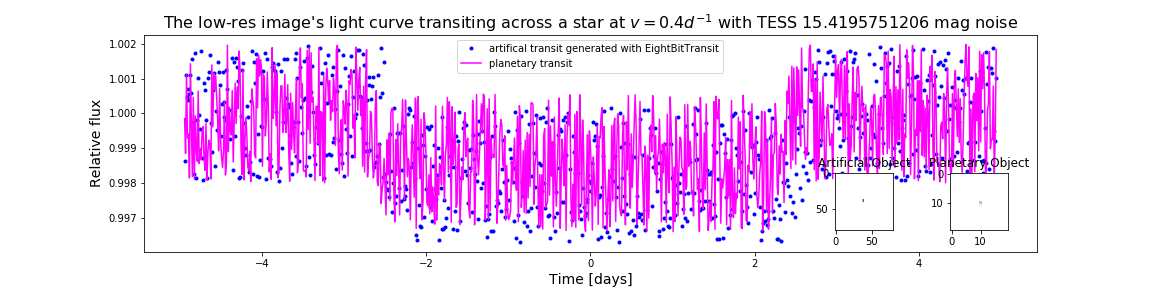 The low-res image's light curve transiting across a star at v = 0.4d⁻¹ with TESS 15.4195751206 mag noise
artifical transit generated with EightBitTransit
planetary transit
1.002
1.001
1.000
0.999
0.998
0.997
Relative flux
−4
−2
0
2
4
Time [days]
Artificial Object
0
50
0
50
Planetary Object
0
10
0
10